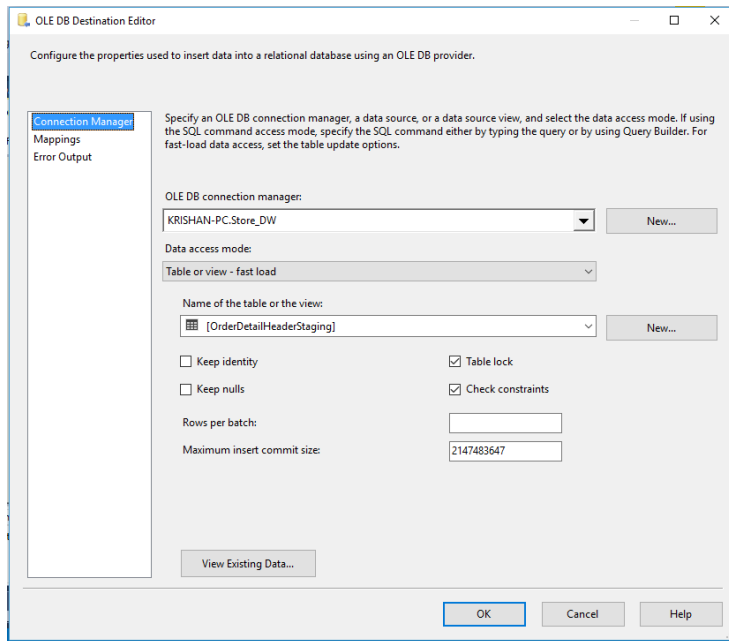 OLE DB Destination Editor
Configure the properties used to insert data into a relational database using an OLE DB provider.
Connection Manager
Mappings
Error Output
Specify an OLE DB connection manager, a data source, or a data source view, and select the data access mode. If using
the SQL command access mode, specify the SQL command either by typing the query or by using Query Builder. For
fast-load data access, set the table update options.
OLE DB connection manager:
KRISHAN-PC.Store_DW
New...
Data access mode:
Table or view - fast load
Name of the table or the view:
[OrderDetailHeaderStaging]
New...
Keep identity
Table lock
Keep nulls
Check constraints
Rows per batch:
Maximum insert commit size:
2147483647
View Existing Data...
OK
Cancel
Help